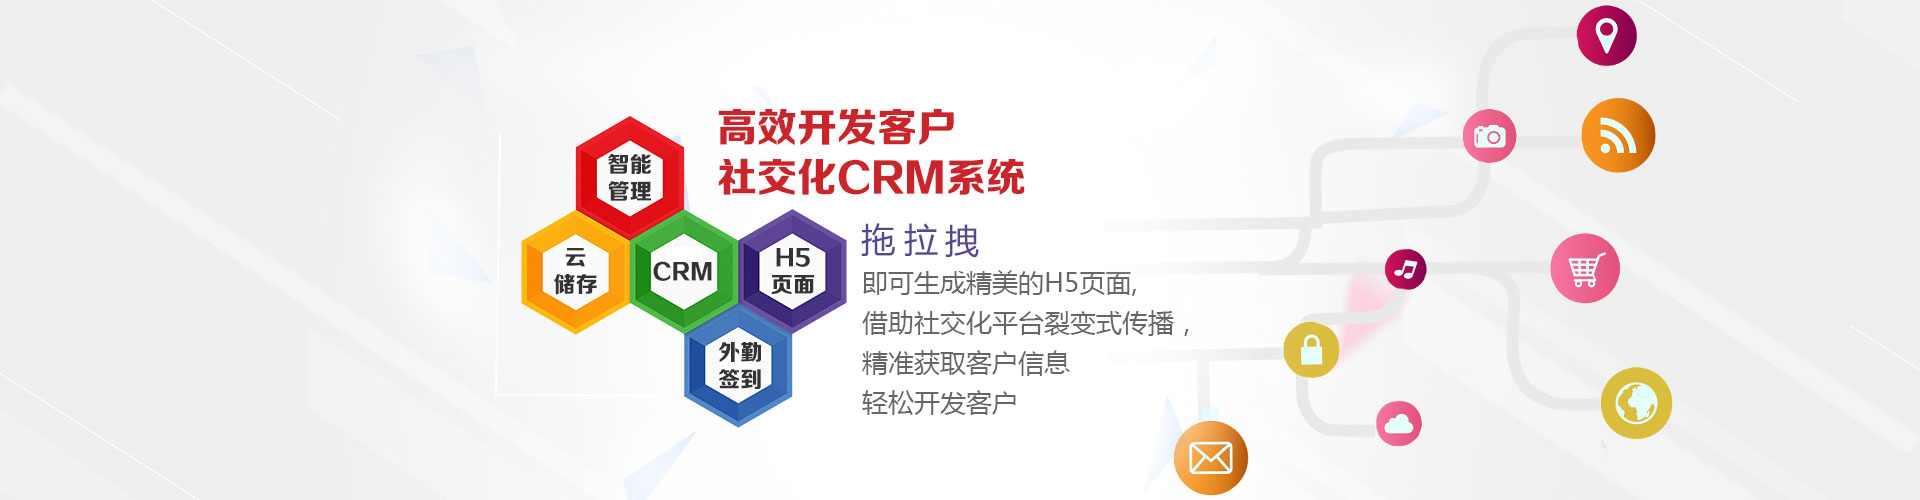 高效开发客户
社交化CRM系统
智能
管理
云
储存
CRM
H5
页面
外勤
签到
拖拉拽
即可生成精美的H5页面,
借助社交化平台裂变式传播，
精准获取客户信息
轻松开发客户